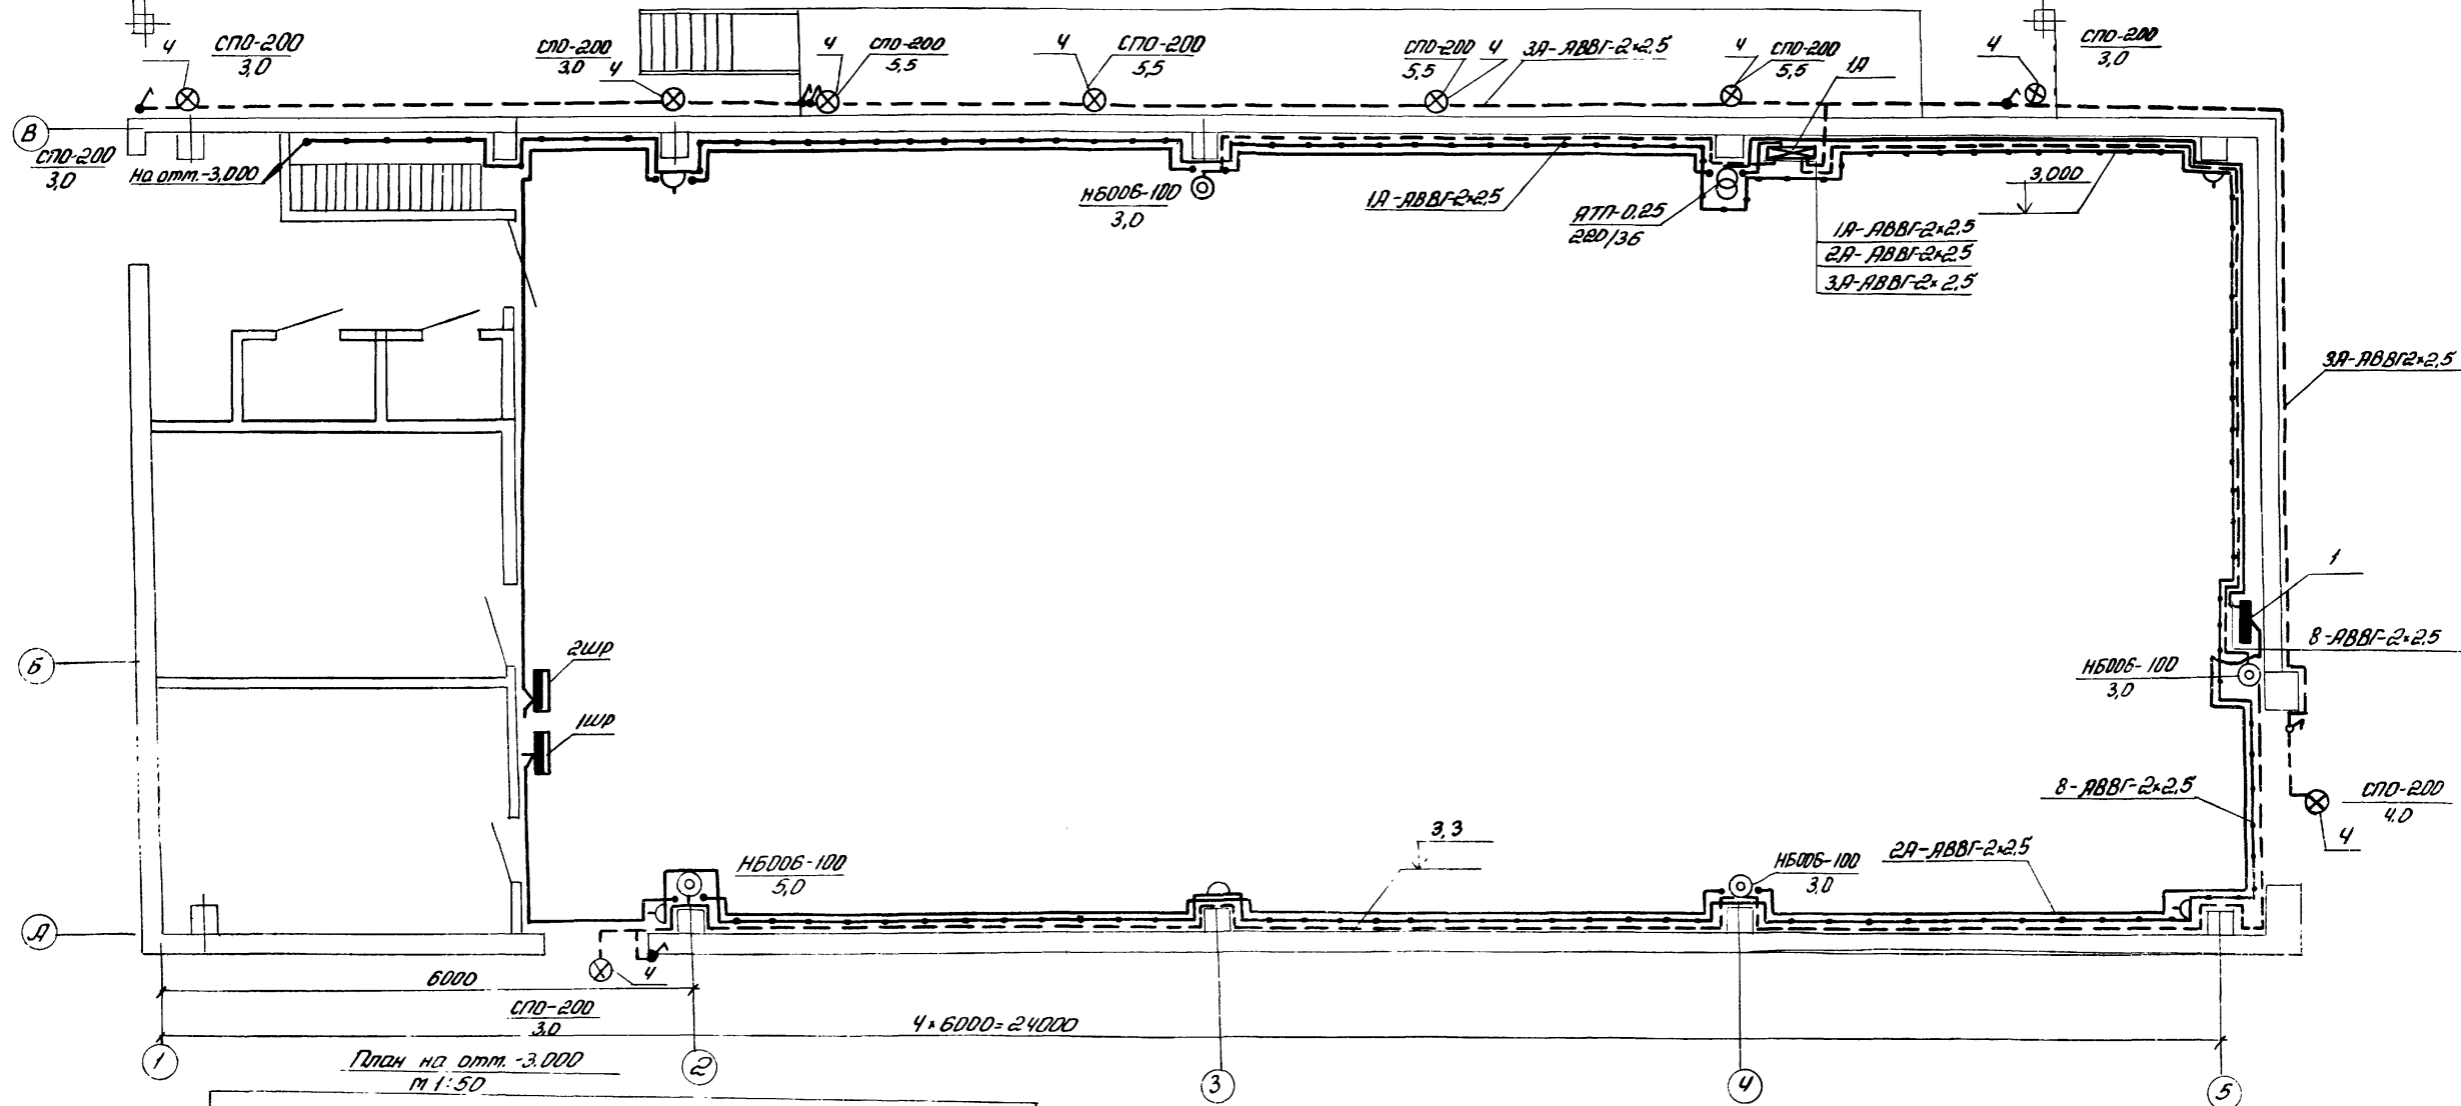 4
СПО-200
3,0
СПО-200
3,0
4
4
СПО-200
5,5
4
СПО-200
5,5
СПО-200
5,5
4
3А-АВВГ-2×2,5
4
СПО-200
5,5
1А
4
СПО-200
3,0
В
СПО-200
3,0
На отм.-3,000
НБ006-100
3,0
1А-АВВГ-2×2,5
ЯТП-0,25
220/36
3,000
1А-АВВГ-2×2,5
2А-АВВГ-2×2,5
3А-АВВГ-2×2,5
3А-АВВГ2×2,5
1
8-АВВГ-2×2,5
Б
2ШР
НБ006-100
3,0
1ШР
8-АВВГ-2×2,5
СПО-200
4.0
4
3,3
НБ006-100
5,0
НБ006-100
3,0
2А-АВВГ-2×2,5
А
4
6000
СПО-200
3.0
4×6000=24000
1
2
3
4
5
План на отм. -3.000
М 1:50